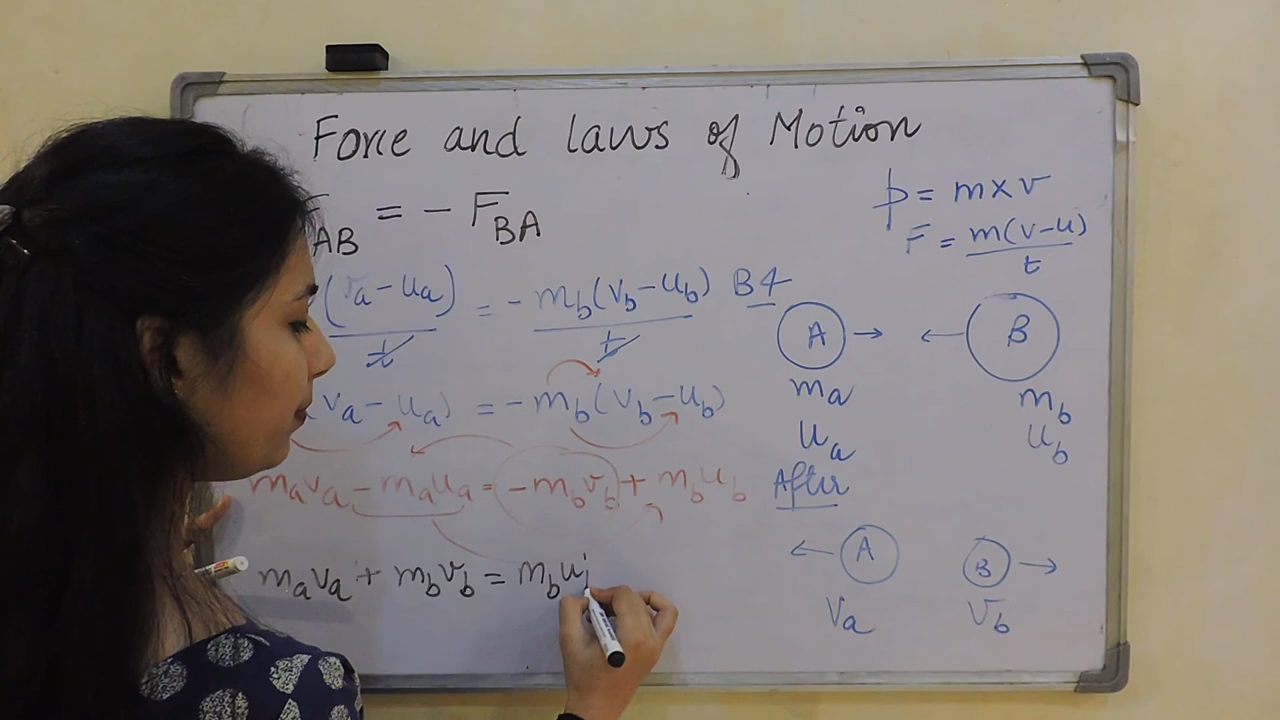 Force and laws of Motion
AB = - F_BA
p = m x v
F = m(v-u)/t
(va - ua)/t = - mb(vb - ub)/t
B4
A → ← B
va - ua) = - mb(vb - ub)
ma mb
ua ub
mava - maua = - mbvb + mbub
After
← A B →
va vb
mava + mbvb = mbu